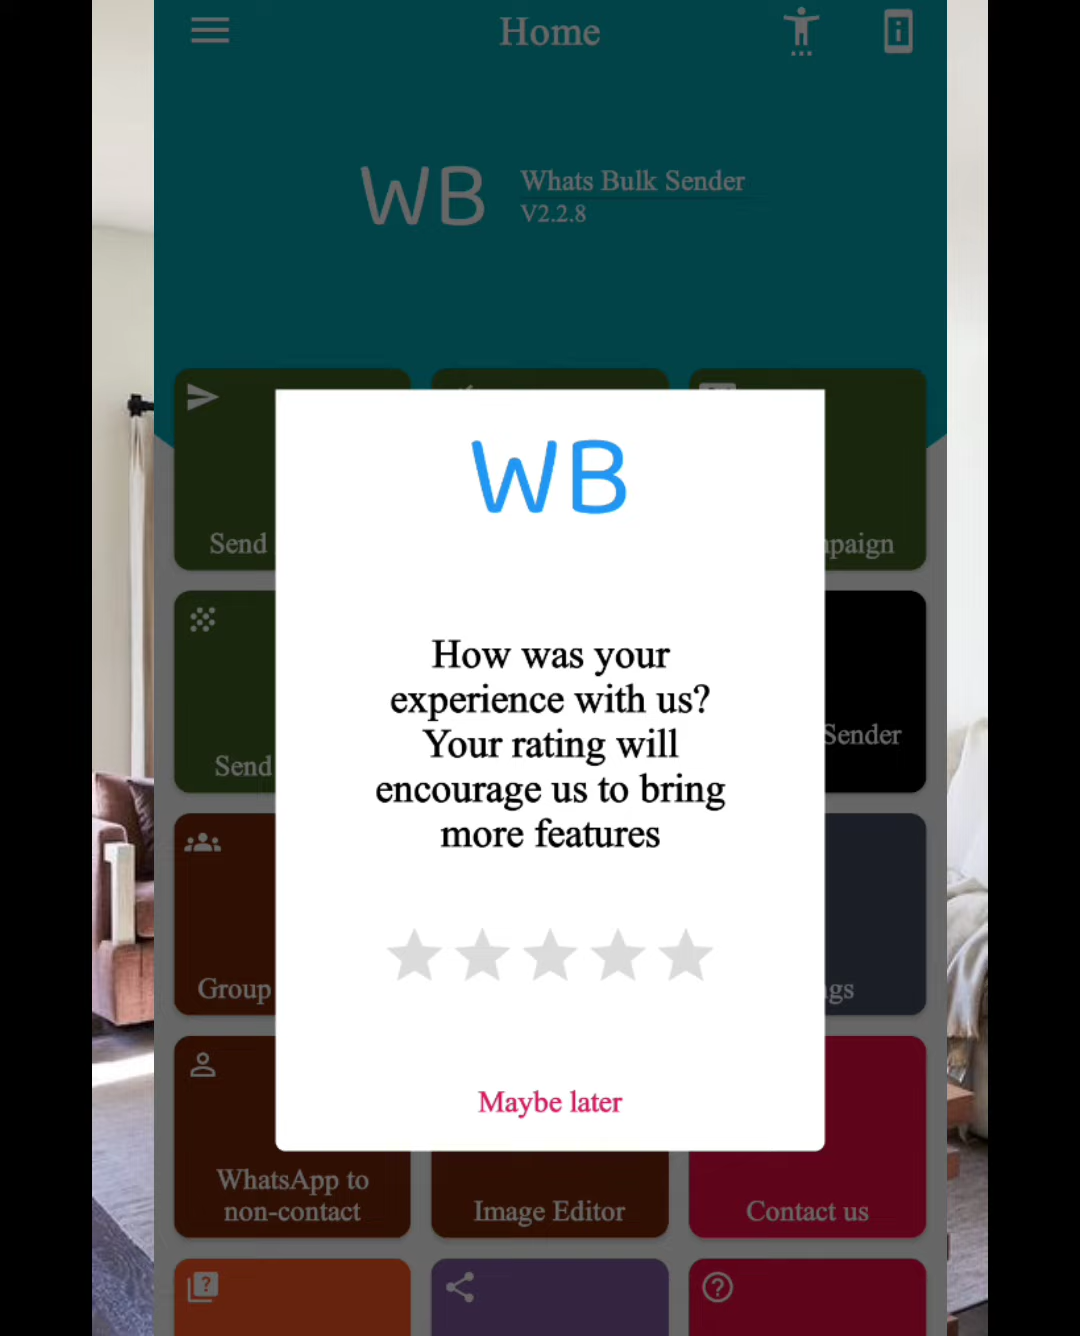 Home
WB
Whats Bulk Sender
V2.2.8
Send
WB
How was your
experience with us?
Your rating will
encourage us to bring
more features
Send
Sender
Group
Maybe later
WhatsApp to
non-contact
Image Editor
Contact us